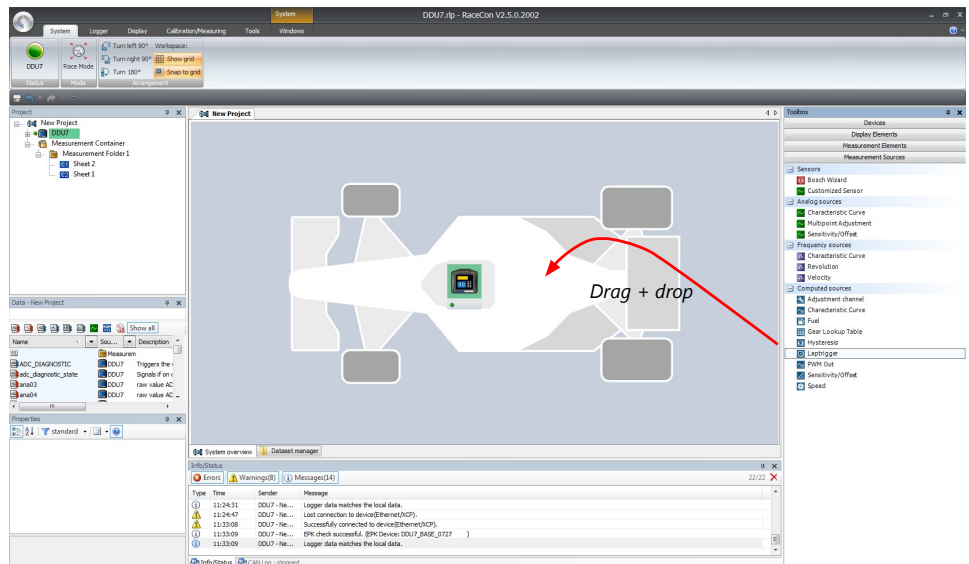 System
DDU7.rlp - RaceCon V2.5.0.2002
System Logger Display Calibration/Measuring Tools Windows
DDU7
Race Mode
Turn left 90°
Turn right 90°
Turn 180°
Workspace:
Show grid
Snap to grid
Status Mode Arrangement
Project
New Project
DDU7
Measurement Container
Measurement Folder 1
Sheet 2
Sheet 1
Data - New Project
Show all
Name Sou... Description
Measurem
ADC_DIAGNOSTIC DDU7 Triggers the
adc_diagnostic_state DDU7 Signals if on
ana03 DDU7 raw value AD
ana04 DDU7 raw value AD
Properties
standard
New Project
Drag + drop
System overview Dataset manager
Info/Status
Errors Warnings(8) Messages(14) 22/22
Type Time Sender Message
11:24:31 DDU7 - Ne... Logger data matches the local data.
11:24:47 DDU7 - Ne... Lost connection to device(Ethernet/XCP).
11:33:08 DDU7 - Ne... Successfully connected to device(Ethernet/XCP).
11:33:09 DDU7 - Ne... EPK check successful. (EPK Device: DDU7_BASE_0727 )
11:33:09 DDU7 - Ne... Logger data matches the local data.
Info/Status CAN Log - stopped
Toolbox
Devices
Display Elements
Measurement Elements
Measurement Sources
Sensors
Bosch Wizard
Customized Sensor
Analog sources
Characteristic Curve
Multipoint Adjustment
Sensitivity/Offset
Frequency sources
Characteristic Curve
Revolution
Velocity
Computed sources
Adjustment channel
Characteristic Curve
Fuel
Gear Lookup Table
Hysteresis
Laptrigger
PWM Out
Sensitivity/Offset
Speed